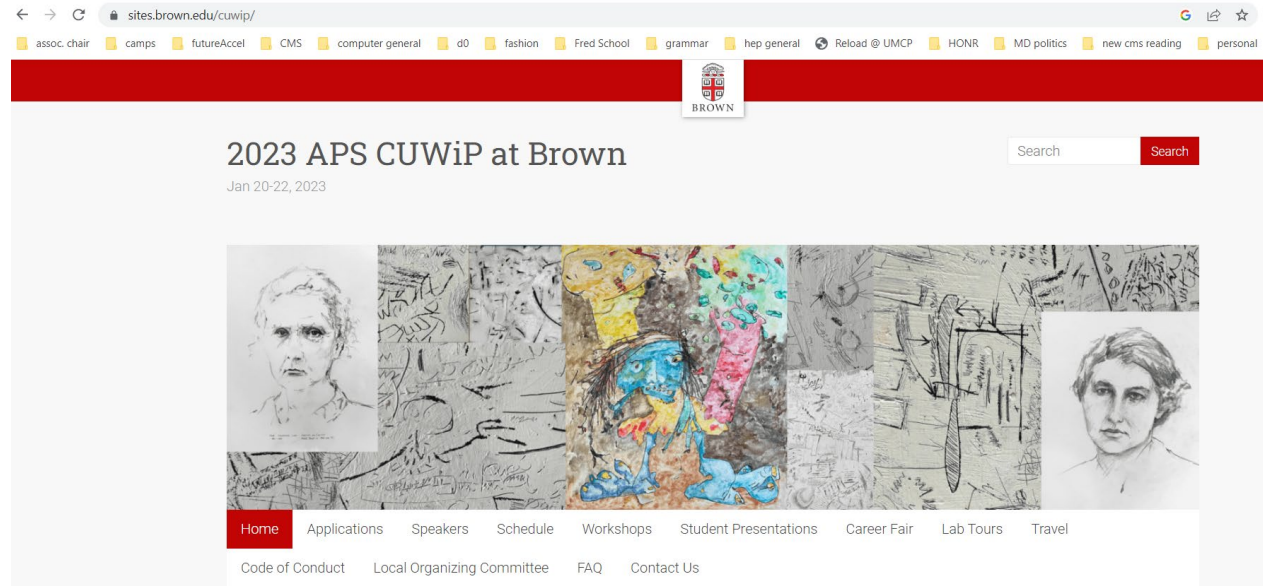 sites.brown.edu/cuwip/
assoc. chair camps futureAccel CMS computer general d0 fashion Fred School grammar hep general Reload @ UMCP HONR MD politics new cms reading personal
BROWN
2023 APS CUWiP at Brown
Search Search
Jan 20-22, 2023
Home Applications Speakers Schedule Workshops Student Presentations Career Fair Lab Tours Travel
Code of Conduct Local Organizing Committee FAQ Contact Us